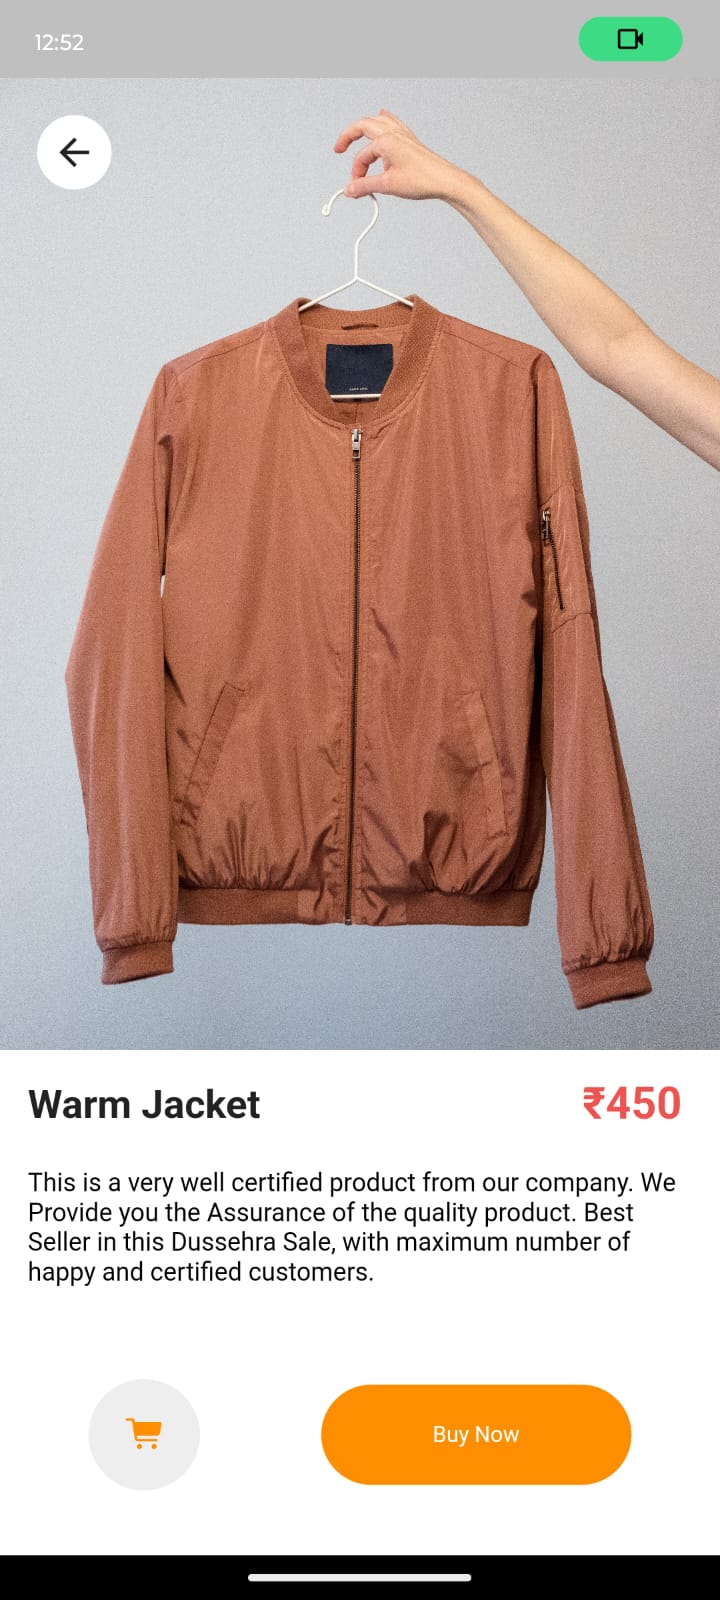 12:52
Warm Jacket
₹450
This is a very well certified product from our company. We
Provide you the Assurance of the quality product. Best
Seller in this Dussehra Sale, with maximum number of
happy and certified customers.
Buy Now